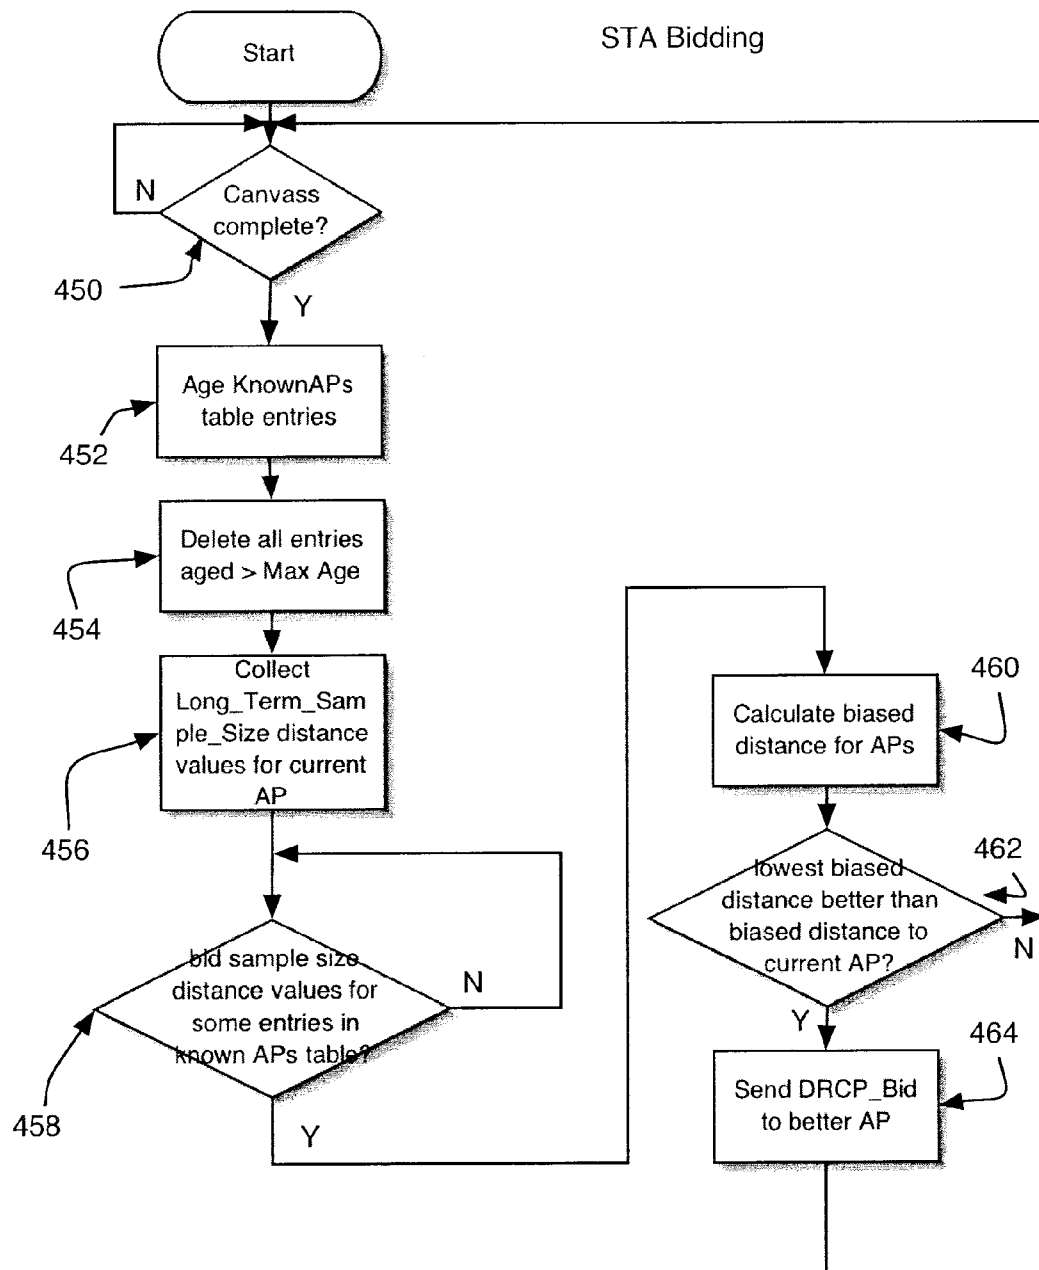 STA Bidding
Start
N
Canvass
complete?
450
Y
Age KnownAPs
table entries
452
Delete all entries
aged > Max Age
454
Collect
Long_Term_Sam
ple_Size distance
values for current
AP
456
bid sample size
distance values for
some entries in
known APs table?
N
458
Y
460
Calculate biased
distance for APs
462
lowest biased
distance better than
biased distance to
current AP?
N
Y
464
Send DRCP_Bid
to better AP